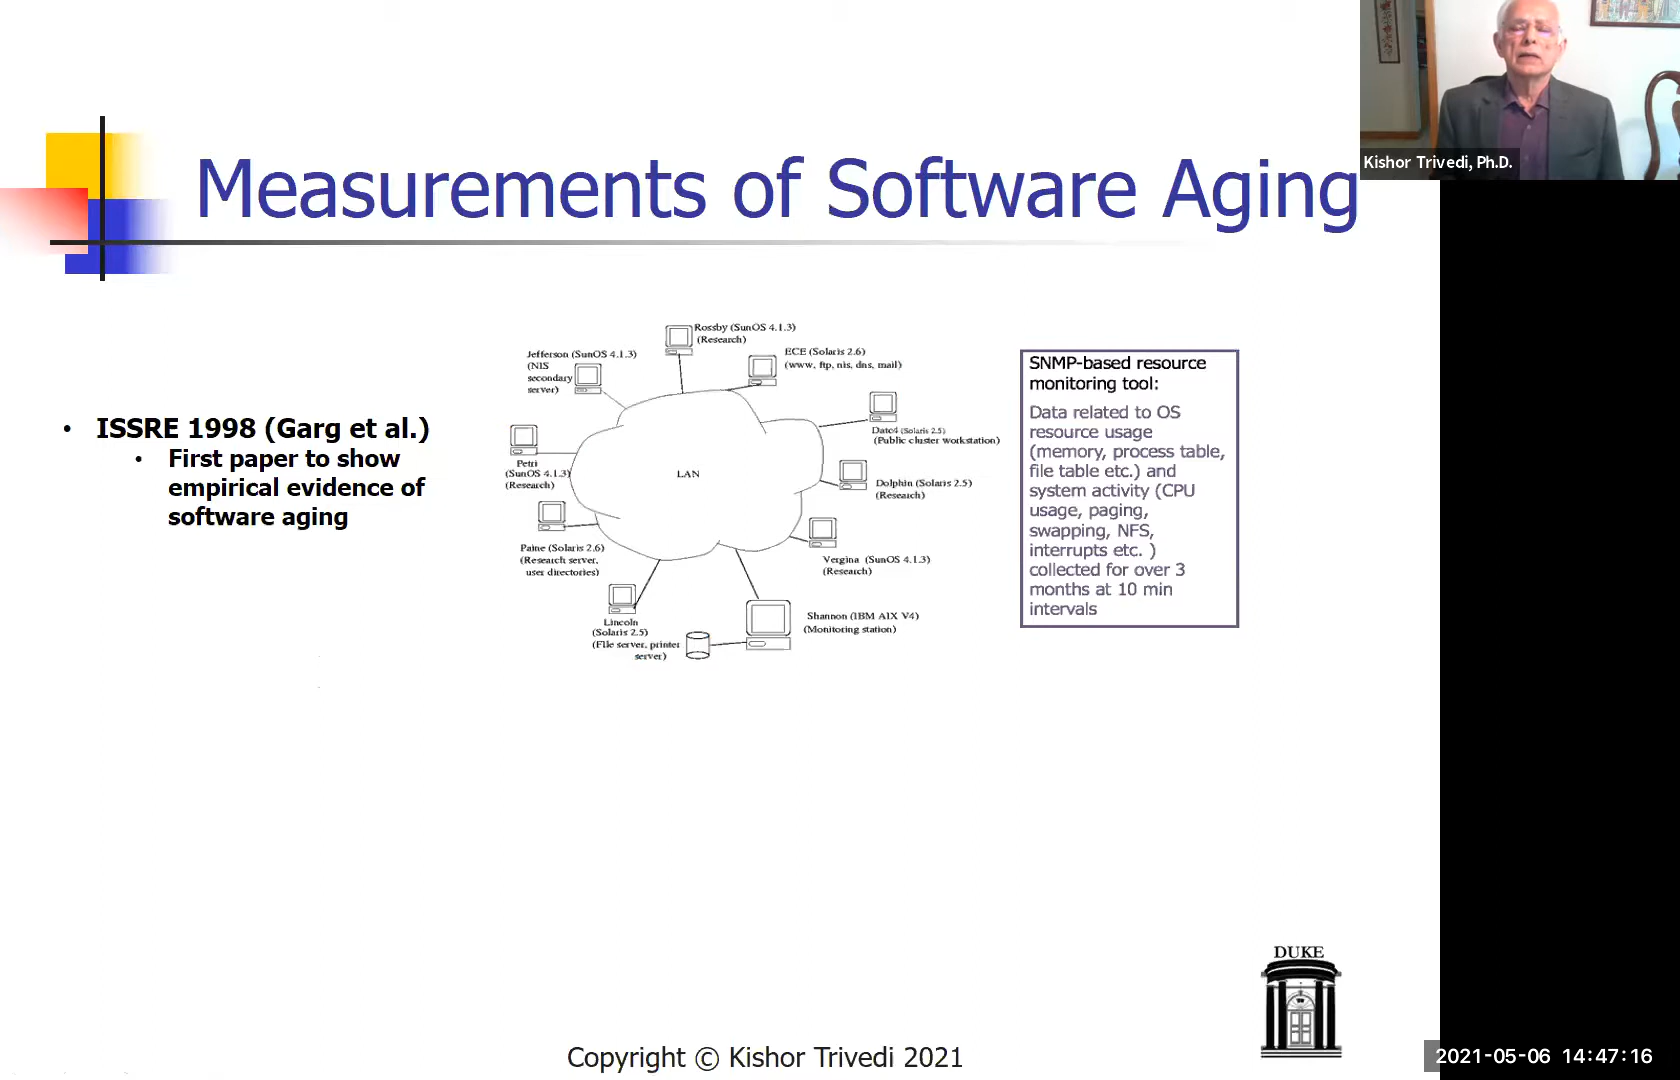 Kishor Trivedi, Ph.D.
Measurements of Software Aging
• ISSRE 1998 (Garg et al.)
• First paper to show
empirical evidence of
software aging
Rossby (SunOS 4.1.3)
(Research)
Jefferson (SunOS 4.1.3)
(NIS
secondary
server)
ECE (Solaris 2.6)
(www, ftp, nis, dns, mail)
(Solaris 2.5)
(Public cluster workstation)
Petri
(SunOS 4.1.3)
(Research)
LAN
Dolphin (Solaris 2.5)
(Research)
Paine (Solaris 2.6)
(Research server,
user directories)
Vergina (SunOS 4.1.3)
(Research)
Lincoln
(Solaris 2.5)
(File server, printer
server)
Shannon (IBM AIX V4)
(Monitoring station)
SNMP-based resource
monitoring tool:
Data related to OS
resource usage
(memory, process table,
file table etc.) and
system activity (CPU
usage, paging,
swapping, NFS,
interrupts etc. )
collected for over 3
months at 10 min
intervals
DUKE
Copyright © Kishor Trivedi 2021
2021-05-06 14:47:16